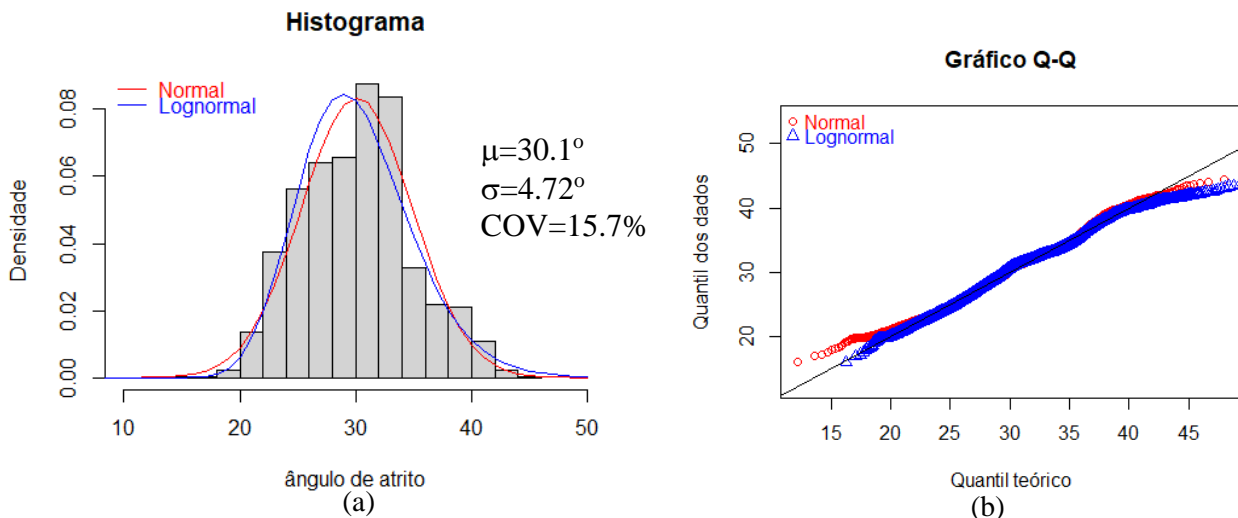 Histograma
Normal
Lognormal
μ=30.1º
σ=4.72º
COV=15.7%
Densidade
0.00 0.02 0.04 0.06 0.08
10 20 30 40 50
ângulo de atrito
(a)
Gráfico Q-Q
Normal
Lognormal
Quantil dos dados
20 30 40 50
15 20 25 30 35 40 45
Quantil teórico
(b)